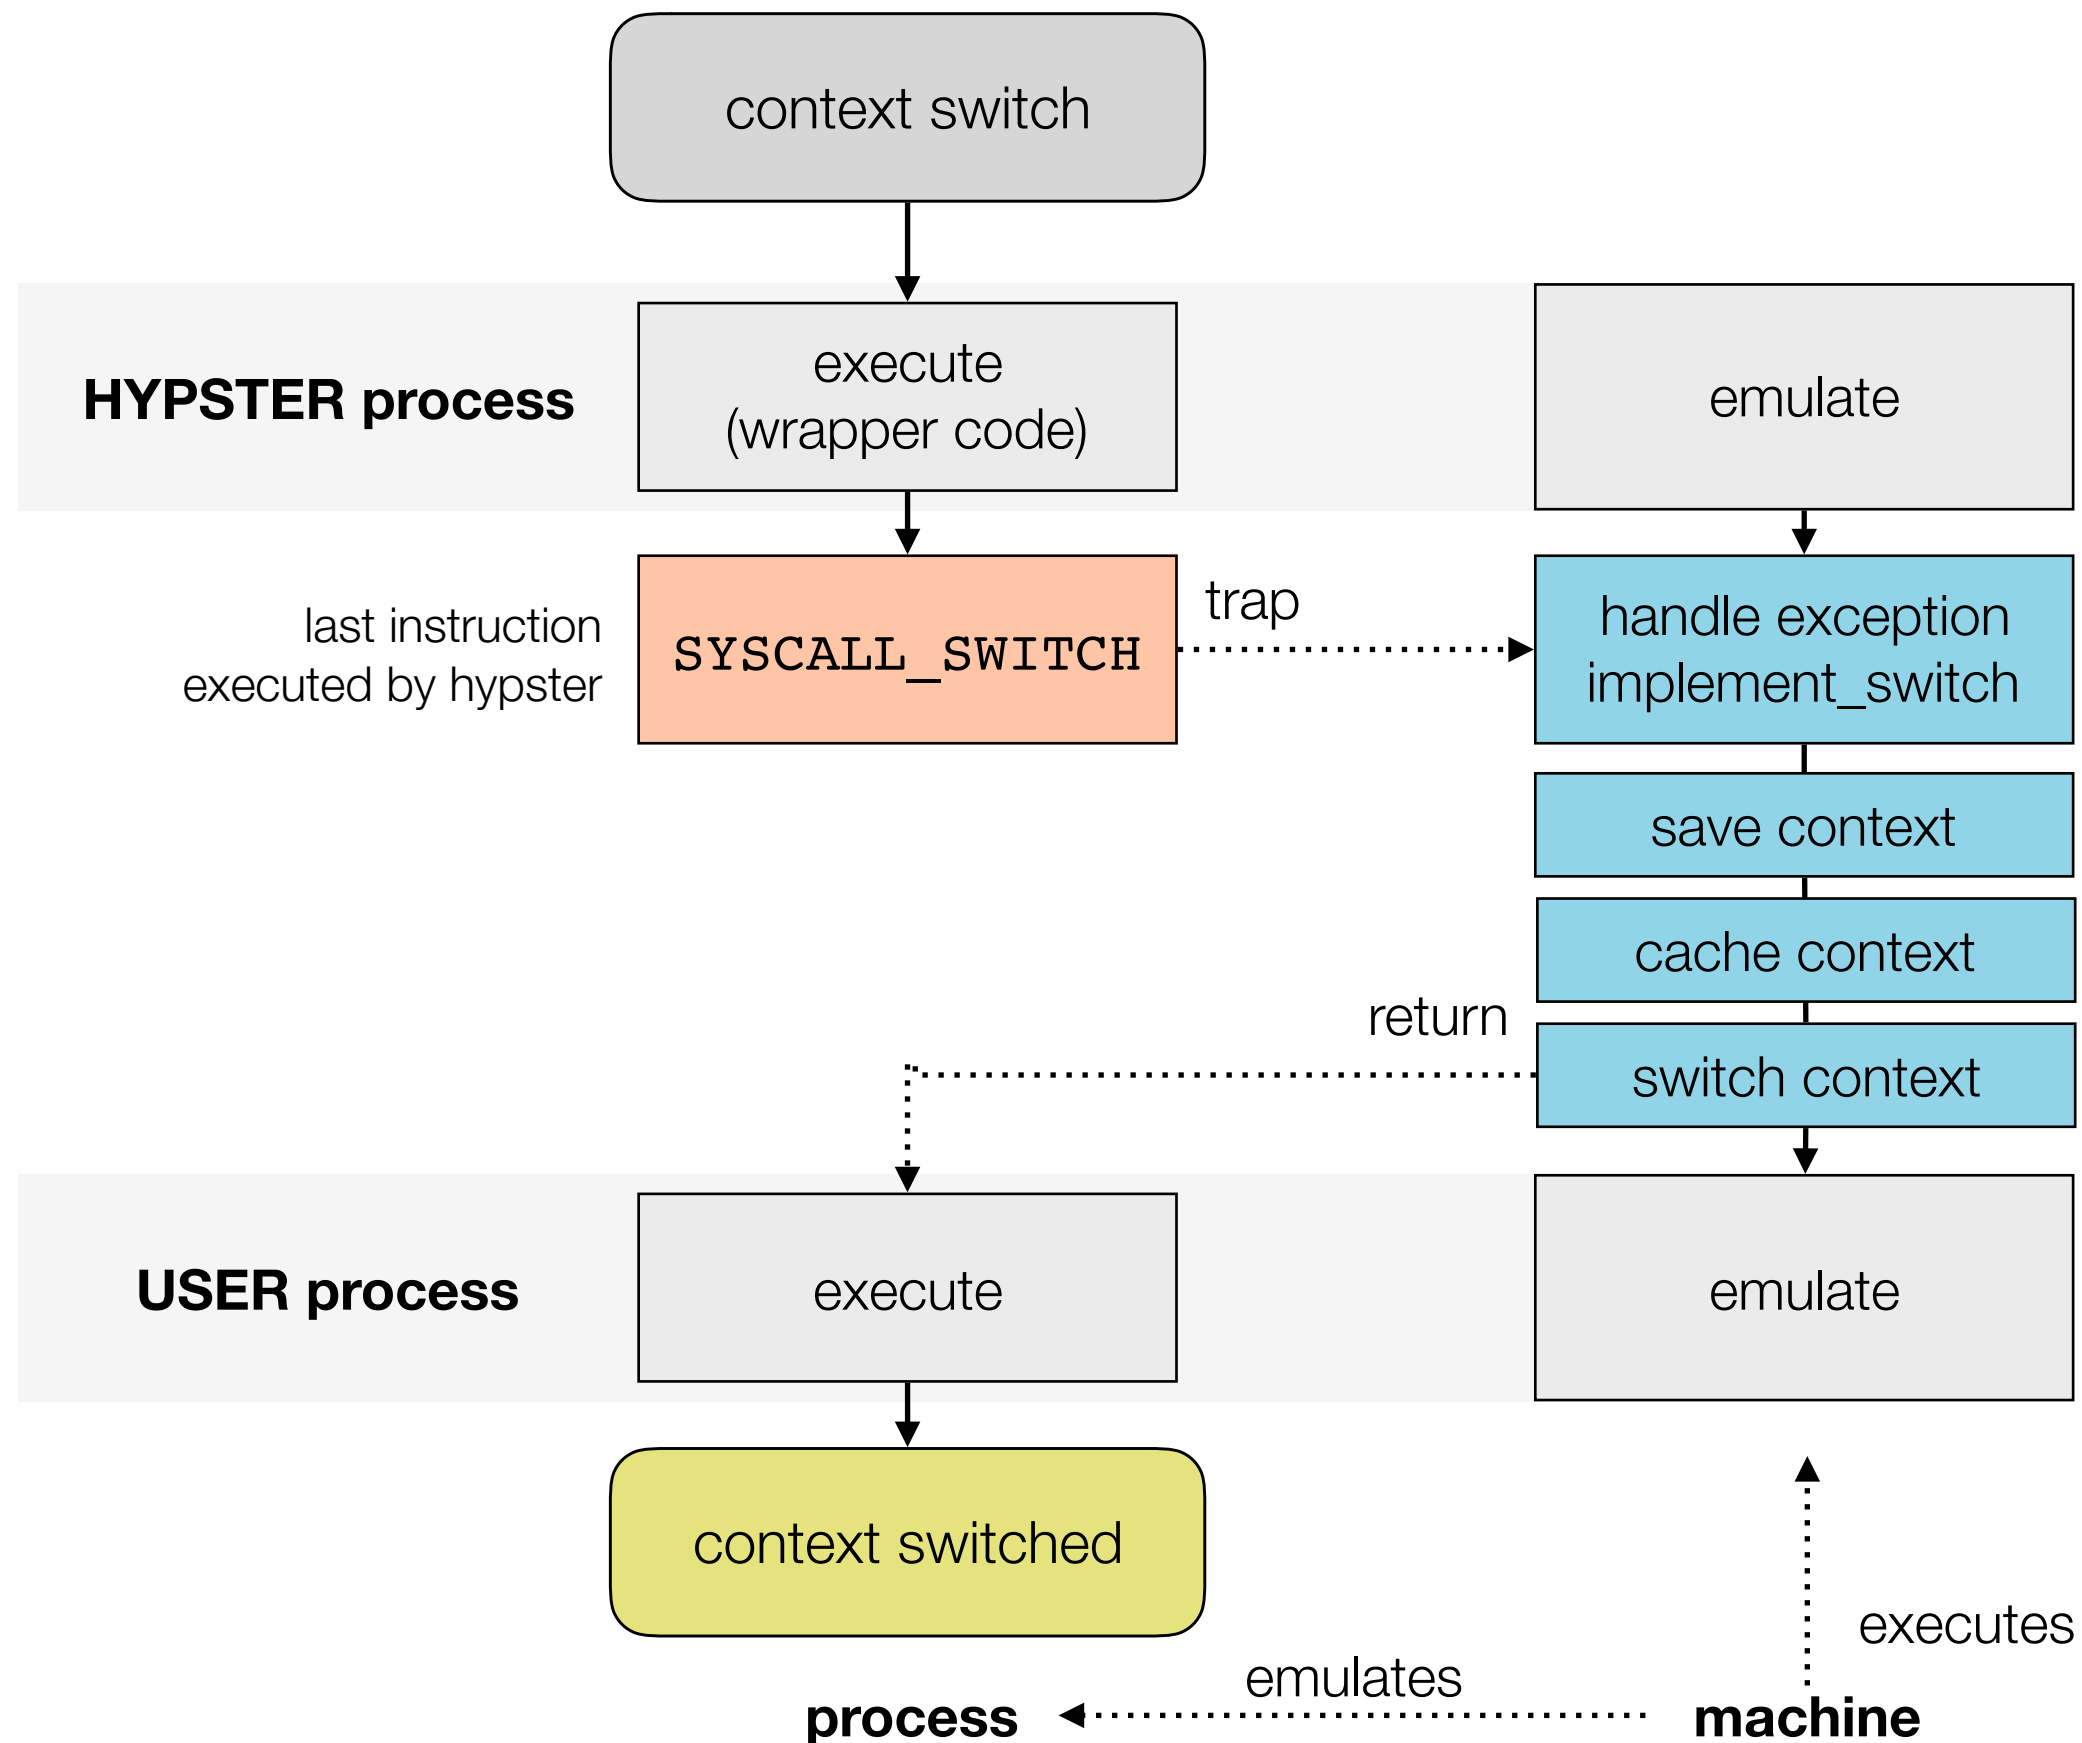 context switch
HYPSTER process
execute
(wrapper code)
emulate
last instruction
executed by hypster
SYSCALL_SWITCH
trap
handle exception
implement_switch
save context
cache context
return
switch context
USER process
execute
emulate
context switched
executes
emulates
process
machine